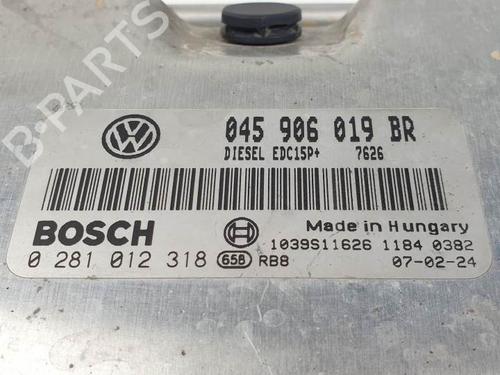 B-PARTS
045 906 019 BR
DIESEL EDC15P+ 7626
BOSCH
Made in Hungary
1039S11626 1184 0382
0 281 012 318 658 RB8 07-02-24